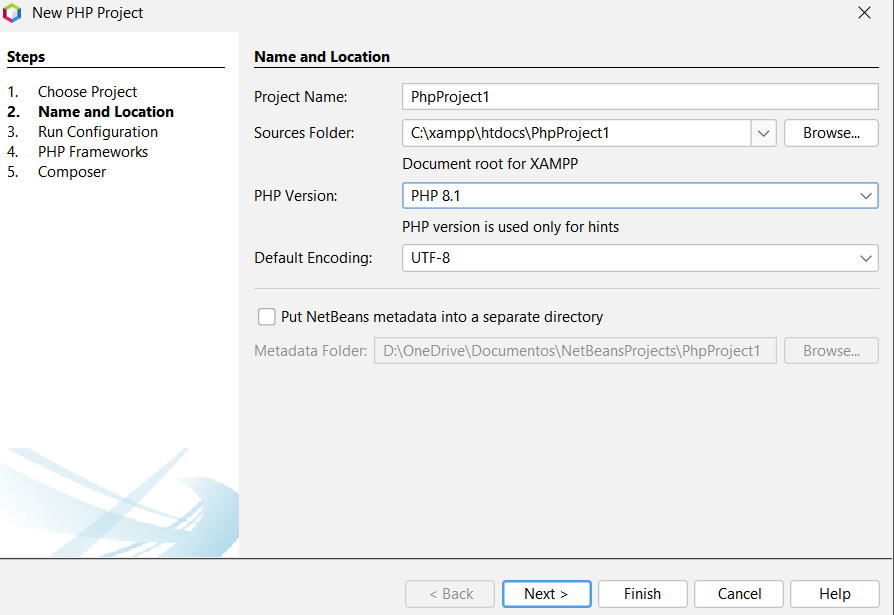 New PHP Project
Steps
1. Choose Project
2. Name and Location
3. Run Configuration
4. PHP Frameworks
5. Composer
Name and Location
Project Name: PhpProject1
Sources Folder: C:\xampp\htdocs\PhpProject1 Browse...
Document root for XAMPP
PHP Version: PHP 8.1
PHP version is used only for hints
Default Encoding: UTF-8
Put NetBeans metadata into a separate directory
Metadata Folder: D:\OneDrive\Documentos\NetBeansProjects\PhpProject1 Browse...
< Back Next > Finish Cancel Help